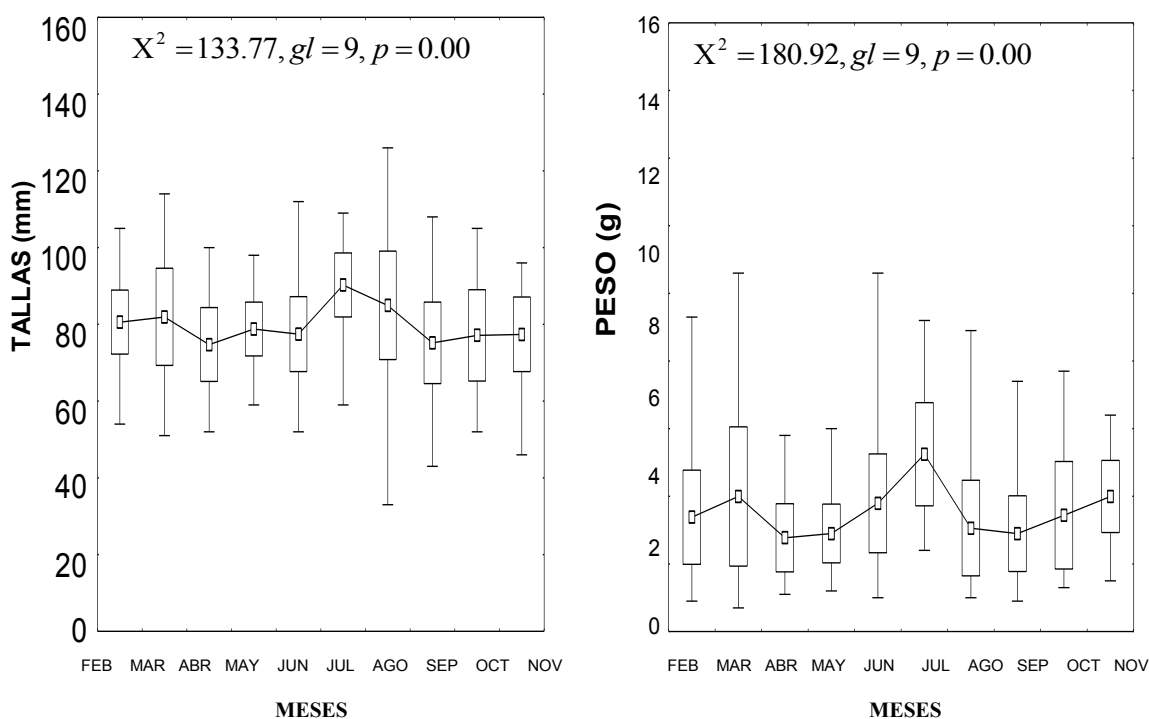 X² = 133.77, gl = 9, p = 0.00
TALLAS (mm)
160
140
120
100
80
60
40
20
0
FEB MAR ABR MAY JUN JUL AGO SEP OCT NOV
MESES
X² = 180.92, gl = 9, p = 0.00
PESO (g)
16
14
12
10
8
6
4
2
0
FEB MAR ABR MAY JUN JUL AGO SEP OCT NOV
MESES